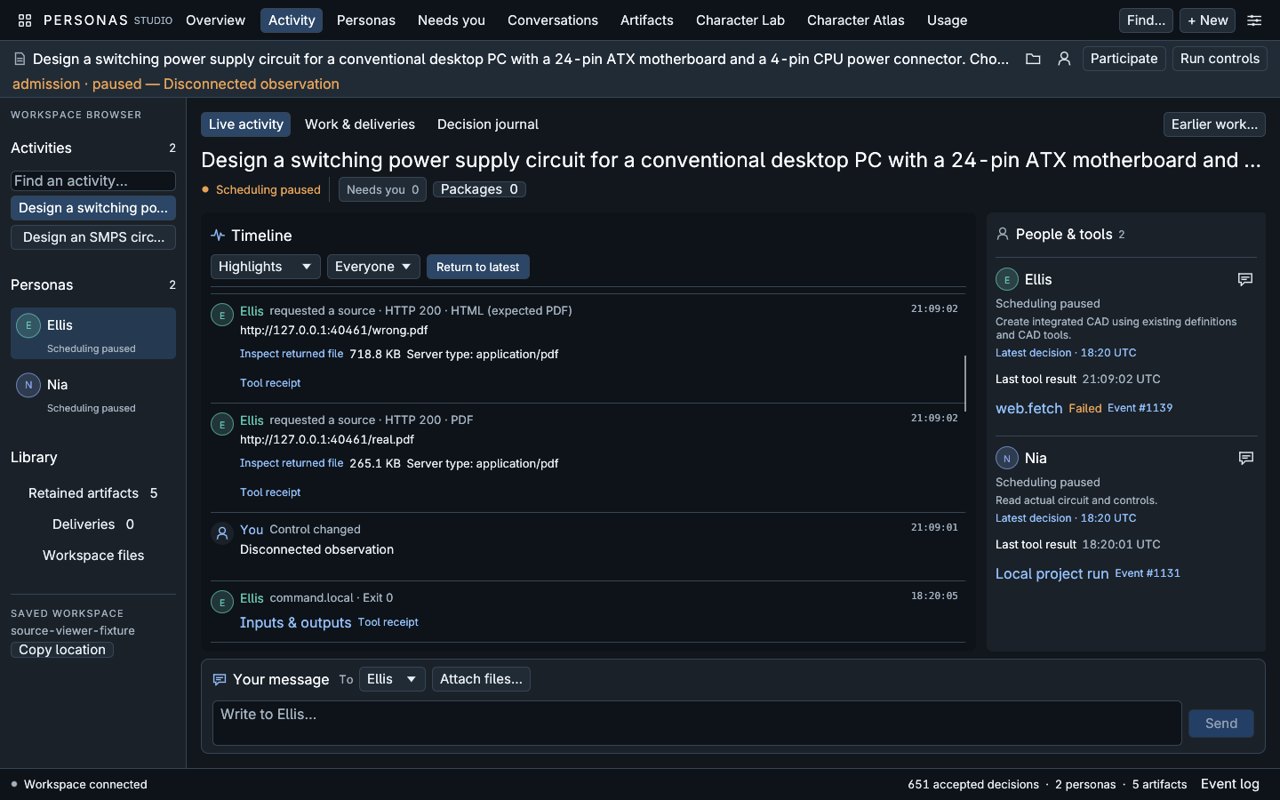 PERSONAS STUDIO Overview Activity Personas Needs you Conversations Artifacts Character Lab Character Atlas Usage Find... + New
Design a switching power supply circuit for a conventional desktop PC with a 24-pin ATX motherboard and a 4-pin CPU power connector. Cho... Participate Run controls
admission · paused — Disconnected observation
WORKSPACE BROWSER
Activities 2
Find an activity...
Design a switching po...
Design an SMPS circ...
Personas 2
E Ellis
Scheduling paused
N Nia
Scheduling paused
Library
Retained artifacts 5
Deliveries 0
Workspace files
SAVED WORKSPACE
source-viewer-fixture
Copy location
Live activity Work & deliveries Decision journal Earlier work...
Design a switching power supply circuit for a conventional desktop PC with a 24-pin ATX motherboard and ...
Scheduling paused Needs you 0 Packages 0
Timeline
Highlights Everyone Return to latest
E Ellis requested a source · HTTP 200 · HTML (expected PDF) 21:09:02
http://127.0.0.1:40461/wrong.pdf
Inspect returned file 718.8 KB Server type: application/pdf
Tool receipt
E Ellis requested a source · HTTP 200 · PDF 21:09:02
http://127.0.0.1:40461/real.pdf
Inspect returned file 265.1 KB Server type: application/pdf
Tool receipt
You Control changed 21:09:01
Disconnected observation
E Ellis command.local · Exit 0 18:20:05
Inputs & outputs Tool receipt
People & tools 2
E Ellis
Scheduling paused
Create integrated CAD using existing definitions
and CAD tools.
Latest decision · 18:20 UTC
Last tool result 21:09:02 UTC
web.fetch Failed Event #1139
N Nia
Scheduling paused
Read actual circuit and controls.
Latest decision · 18:20 UTC
Last tool result 18:20:01 UTC
Local project run Event #1131
Your message To Ellis Attach files...
Write to Ellis...
Send
Workspace connected 651 accepted decisions · 2 personas · 5 artifacts Event log